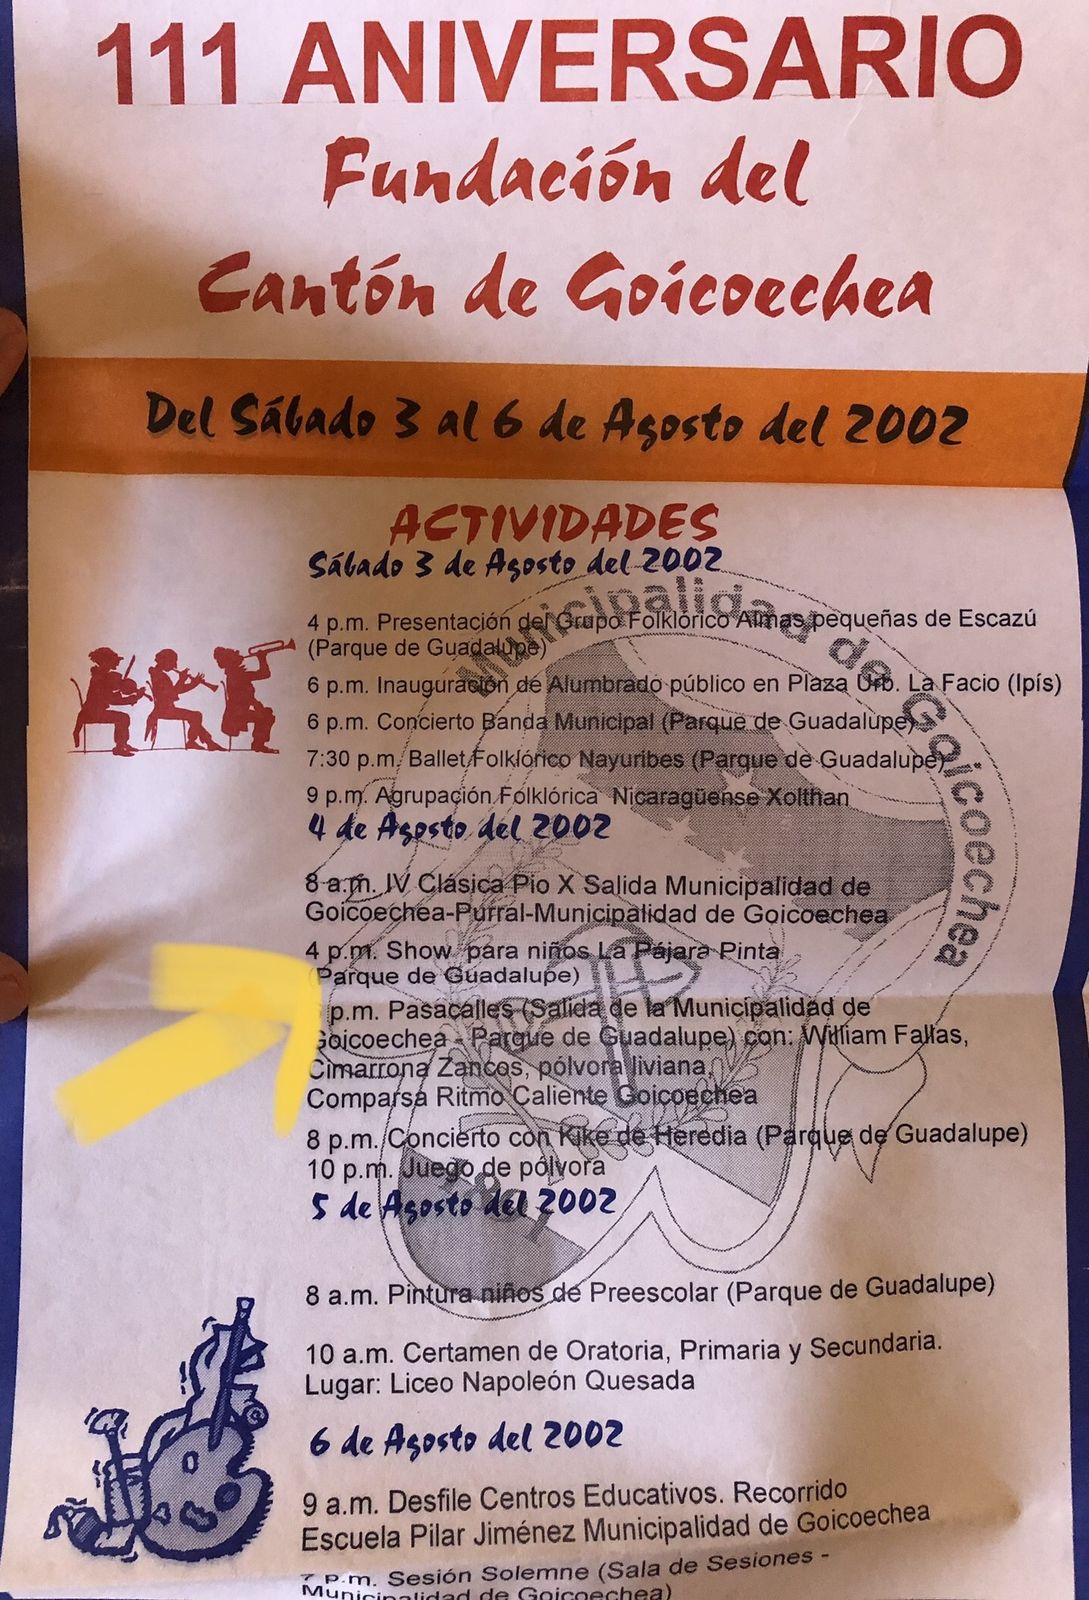 111 ANIVERSARIO
Fundación del
Cantón de Goicoechea
Del Sábado 3 al 6 de Agosto del 2002
ACTIVIDADES
Sábado 3 de Agosto del 2002
Municipalidad de Goicoechea
4 p.m. Presentación del Grupo Folklórico Almas pequeñas de Escazú
(Parque de Guadalupe)
6 p.m. Inauguración de Alumbrado público en Plaza Urb. La Facio (Ipís)
6 p.m. Concierto Banda Municipal (Parque de Guadalupe)
7:30 p.m. Ballet Folklórico Nayuribes (Parque de Guadalupe)
9 p.m. Agrupación Folklórica Nicaragüense Xolthan
4 de Agosto del 2002
8 a.m. IV Clásica Pio X Salida Municipalidad de
Goicoechea-Purral-Municipalidad de Goicoechea
4 p.m. Show para niños La Pájara Pinta
(Parque de Guadalupe)
p.m. Pasacalles (Salida de la Municipalidad de
Goicoechea - Parque de Guadalupe) con: William Fallas,
Cimarrona Zancos, pólvora liviana,
Comparsa Ritmo Caliente Goicoechea
8 p.m. Concierto con Kike de Heredia (Parque de Guadalupe)
10 p.m. Juego de pólvora
1891
5 de Agosto del 2002
8 a.m. Pintura niños de Preescolar (Parque de Guadalupe)
10 a.m. Certamen de Oratoria, Primaria y Secundaria.
Lugar: Liceo Napoleón Quesada
6 de Agosto del 2002
9 a.m. Desfile Centros Educativos. Recorrido
Escuela Pilar Jiménez Municipalidad de Goicoechea
7 p.m. Sesión Solemne (Sala de Sesiones -
Municipalidad de Goicoechea)